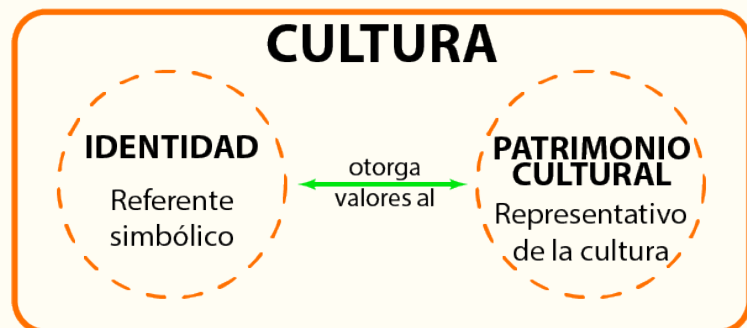 CULTURA
IDENTIDAD
Referente
simbólico
otorga
valores al
PATRIMONIO
CULTURAL
Representativo
de la cultura